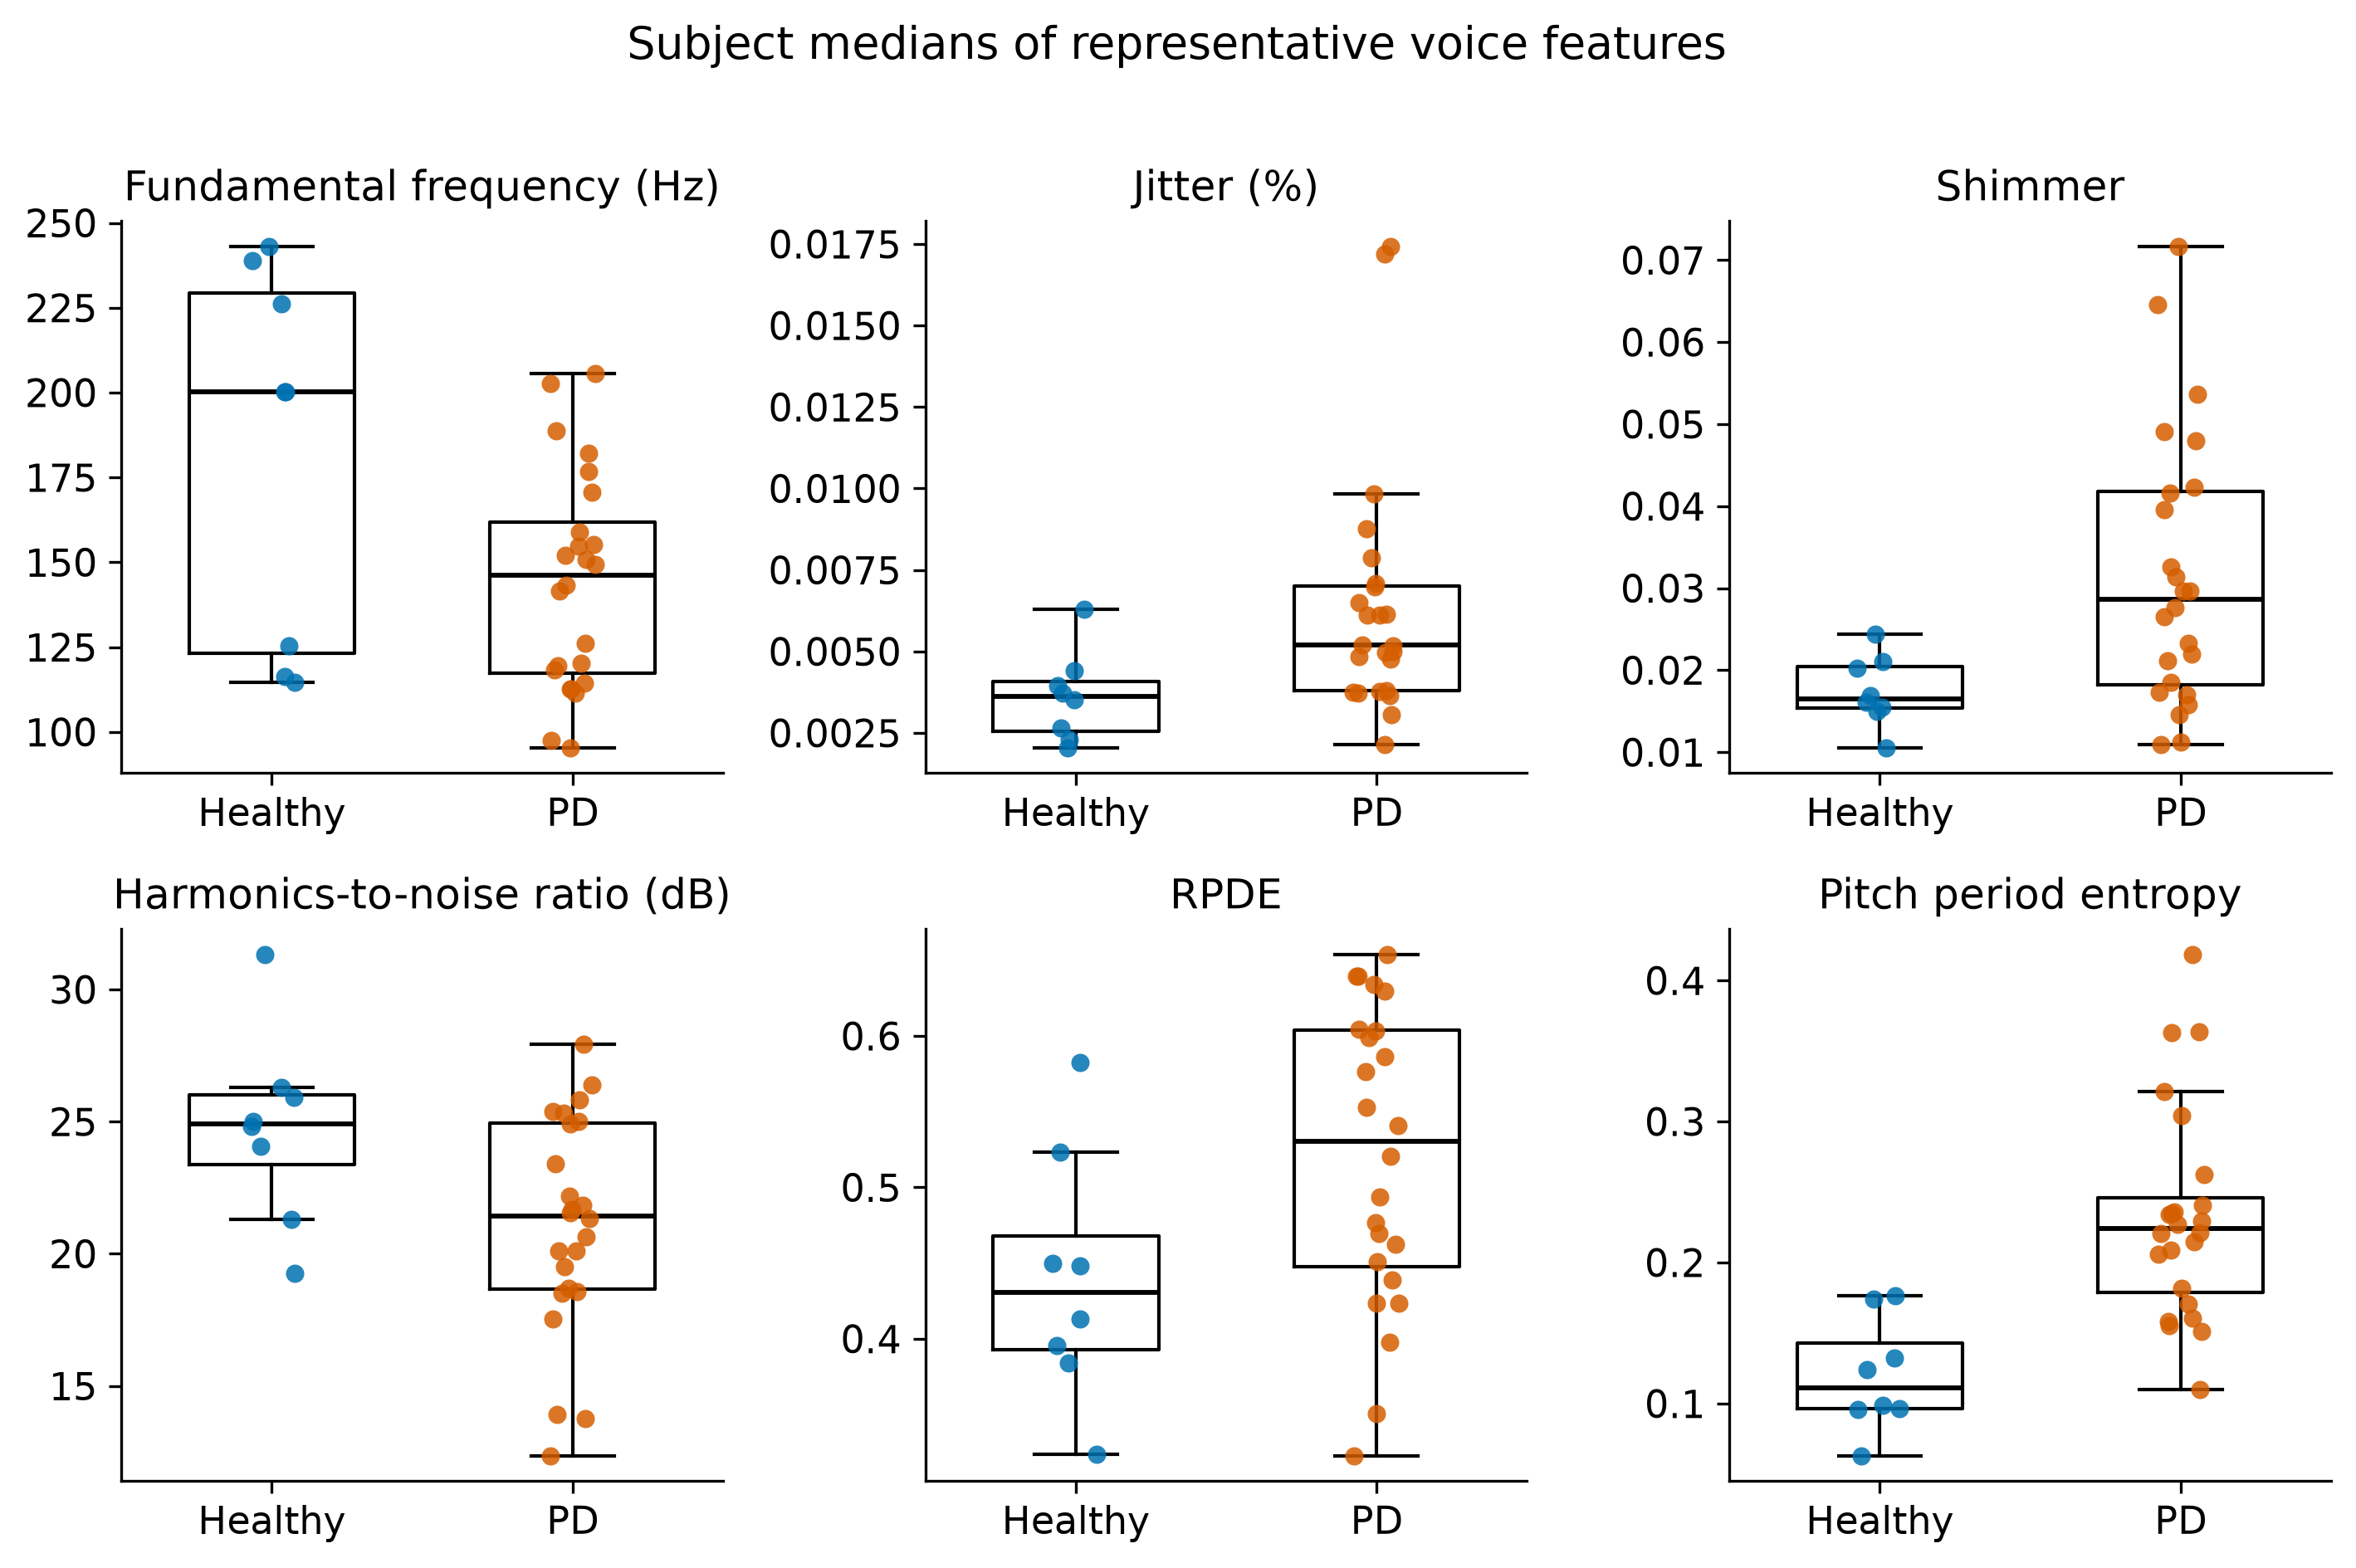 Subject medians of representative voice features
Fundamental frequency (Hz)
250
225
200
175
150
125
100
Healthy
PD
Jitter (%)
0.0175
0.0150
0.0125
0.0100
0.0075
0.0050
0.0025
Healthy
PD
Shimmer
0.07
0.06
0.05
0.04
0.03
0.02
0.01
Healthy
PD
Harmonics-to-noise ratio (dB)
30
25
20
15
Healthy
PD
RPDE
0.6
0.5
0.4
Healthy
PD
Pitch period entropy
0.4
0.3
0.2
0.1
Healthy
PD